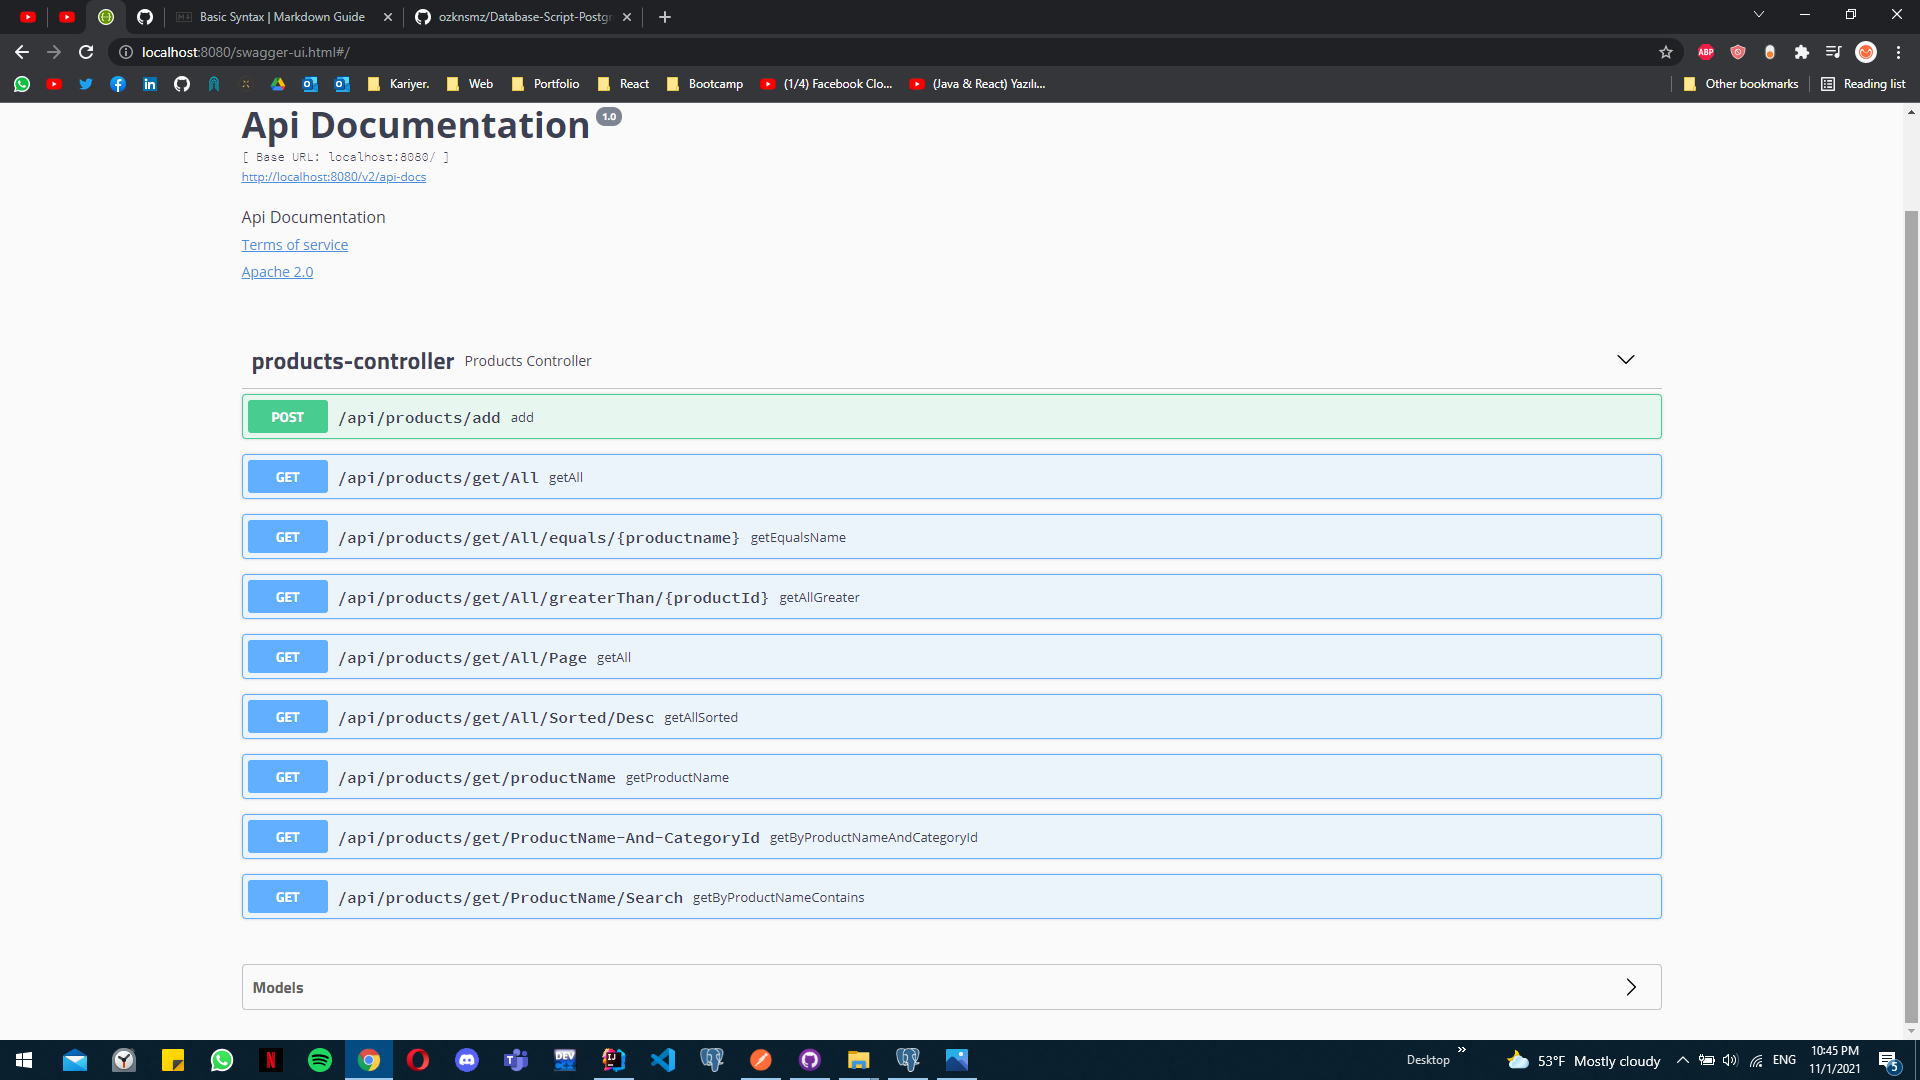 Basic Syntax | Markdown Guide
ozknsmz/Database-Script-Postgr
localhost:8080/swagger-ui.html#/
ABP
Kariyer.
Web
Portfolio
React
Bootcamp
(1/4) Facebook Clo...
(Java & React) Yazılı...
Other bookmarks
Reading list
Api Documentation 1.0
[ Base URL: localhost:8080/ ]
http://localhost:8080/v2/api-docs
Api Documentation
Terms of service
Apache 2.0
products-controller Products Controller
POST /api/products/add add
GET /api/products/get/All getAll
GET /api/products/get/All/equals/{productname} getEqualsName
GET /api/products/get/All/greaterThan/{productId} getAllGreater
GET /api/products/get/All/Page getAll
GET /api/products/get/All/Sorted/Desc getAllSorted
GET /api/products/get/productName getProductName
GET /api/products/get/ProductName-And-CategoryId getByProductNameAndCategoryId
GET /api/products/get/ProductName/Search getByProductNameContains
Models
DEV
Desktop
53°F Mostly cloudy
ENG
10:45 PM
11/1/2021
5